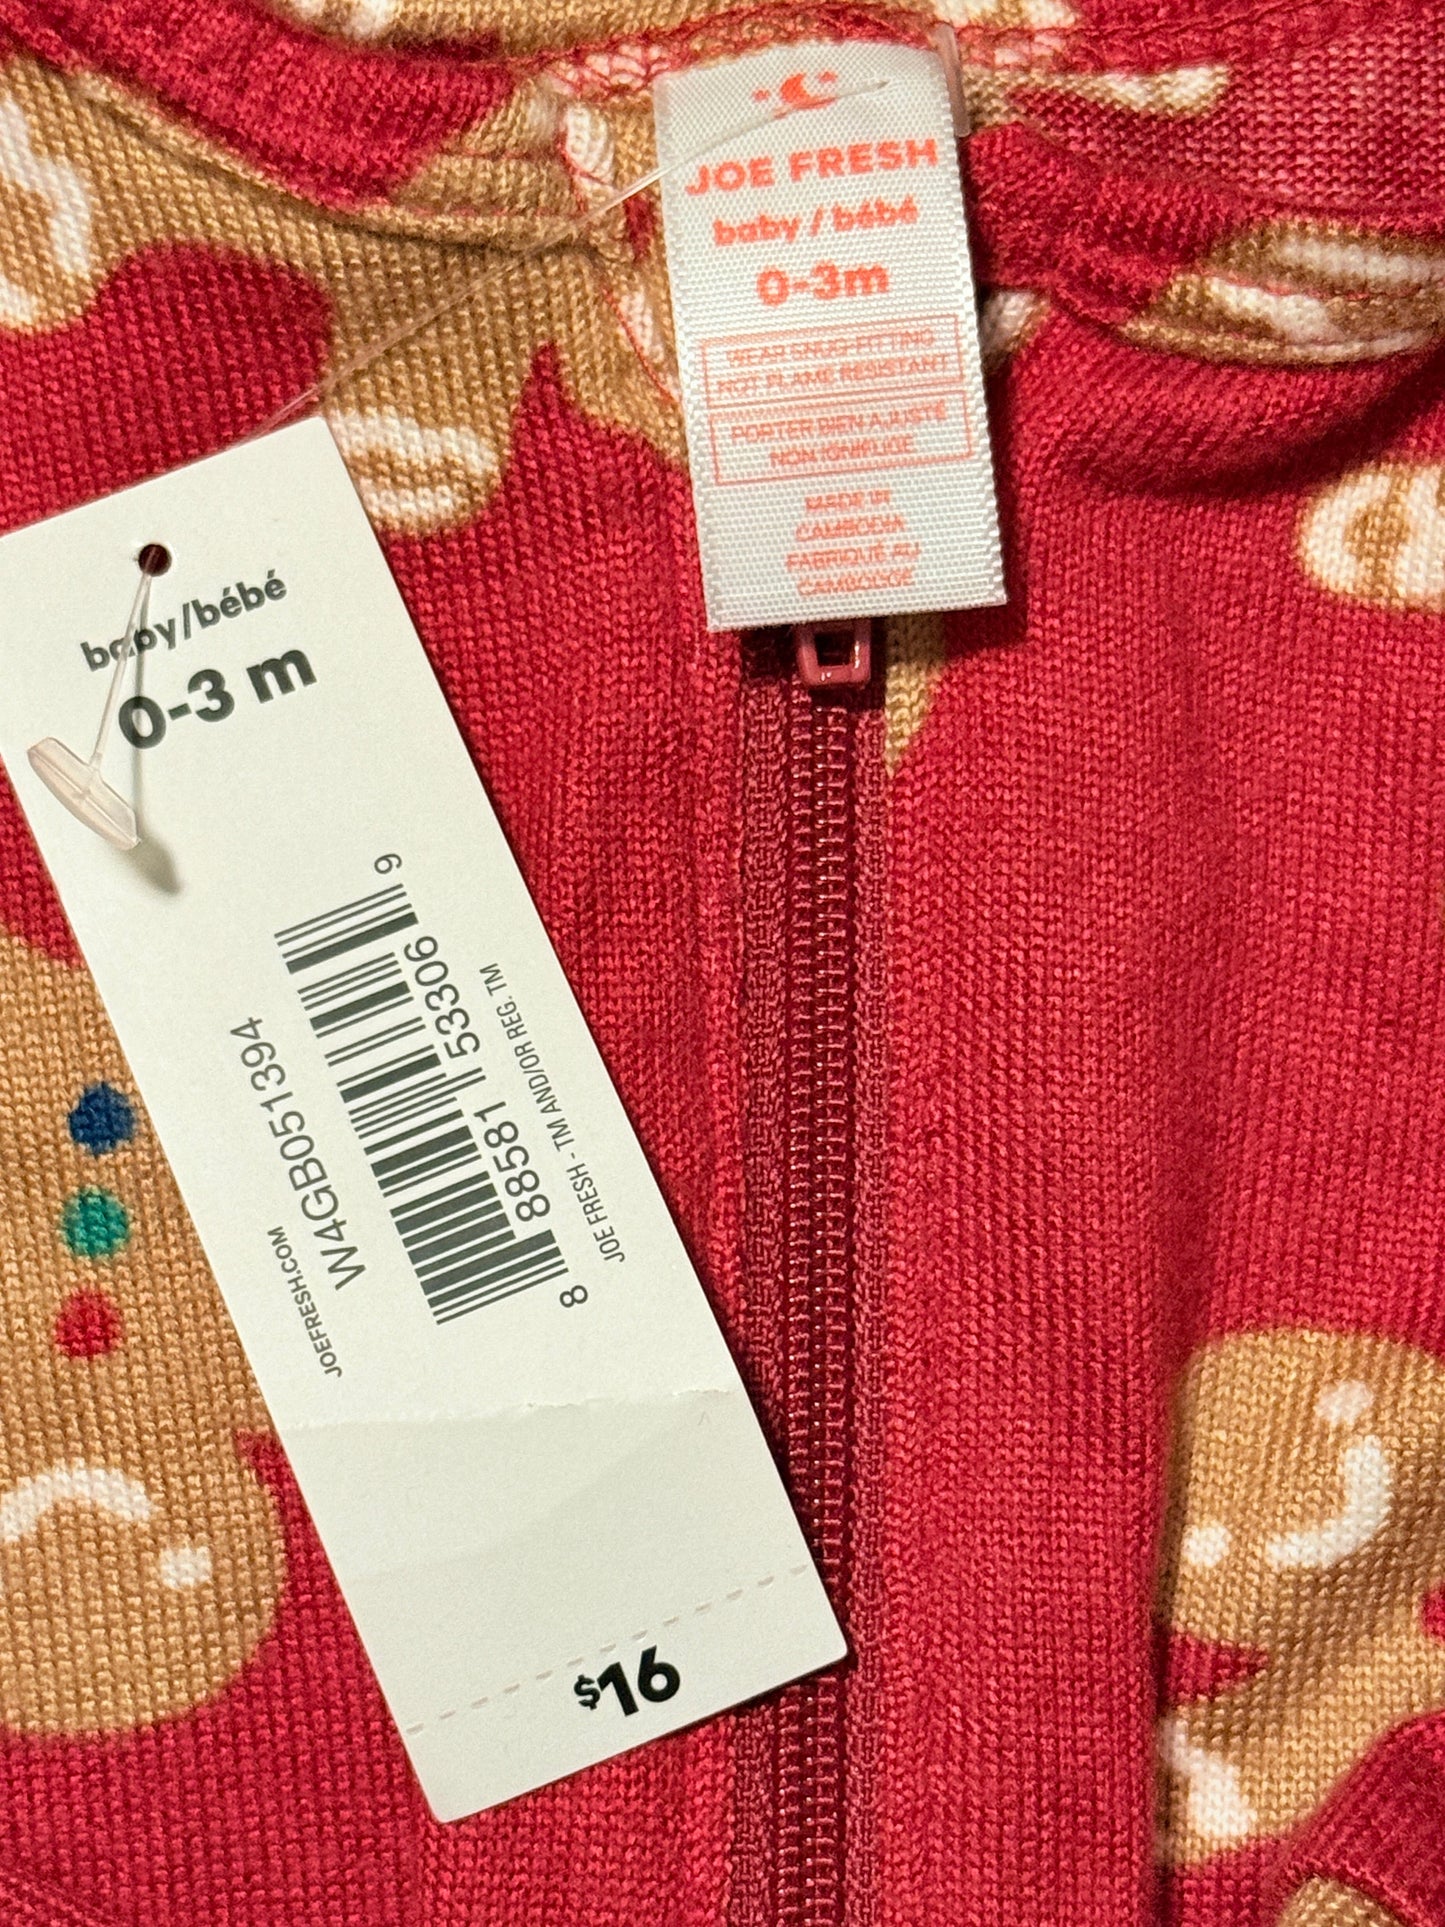 JOE FRESH
baby / bébé
0-3m
WEAR SNUG-FITTING
NOT FLAME RESISTANT
PORTER BIEN AJUSTÉ
NON IGNIFUGE
MADE IN
CAMBODIA
FABRIQUÉ AU
CAMBODGE
baby/bébé
0-3 m
JOEFRESH.COM
W4GB051394
8 88581 53306 9
JOE FRESH - TM AND/OR REG. TM
$16